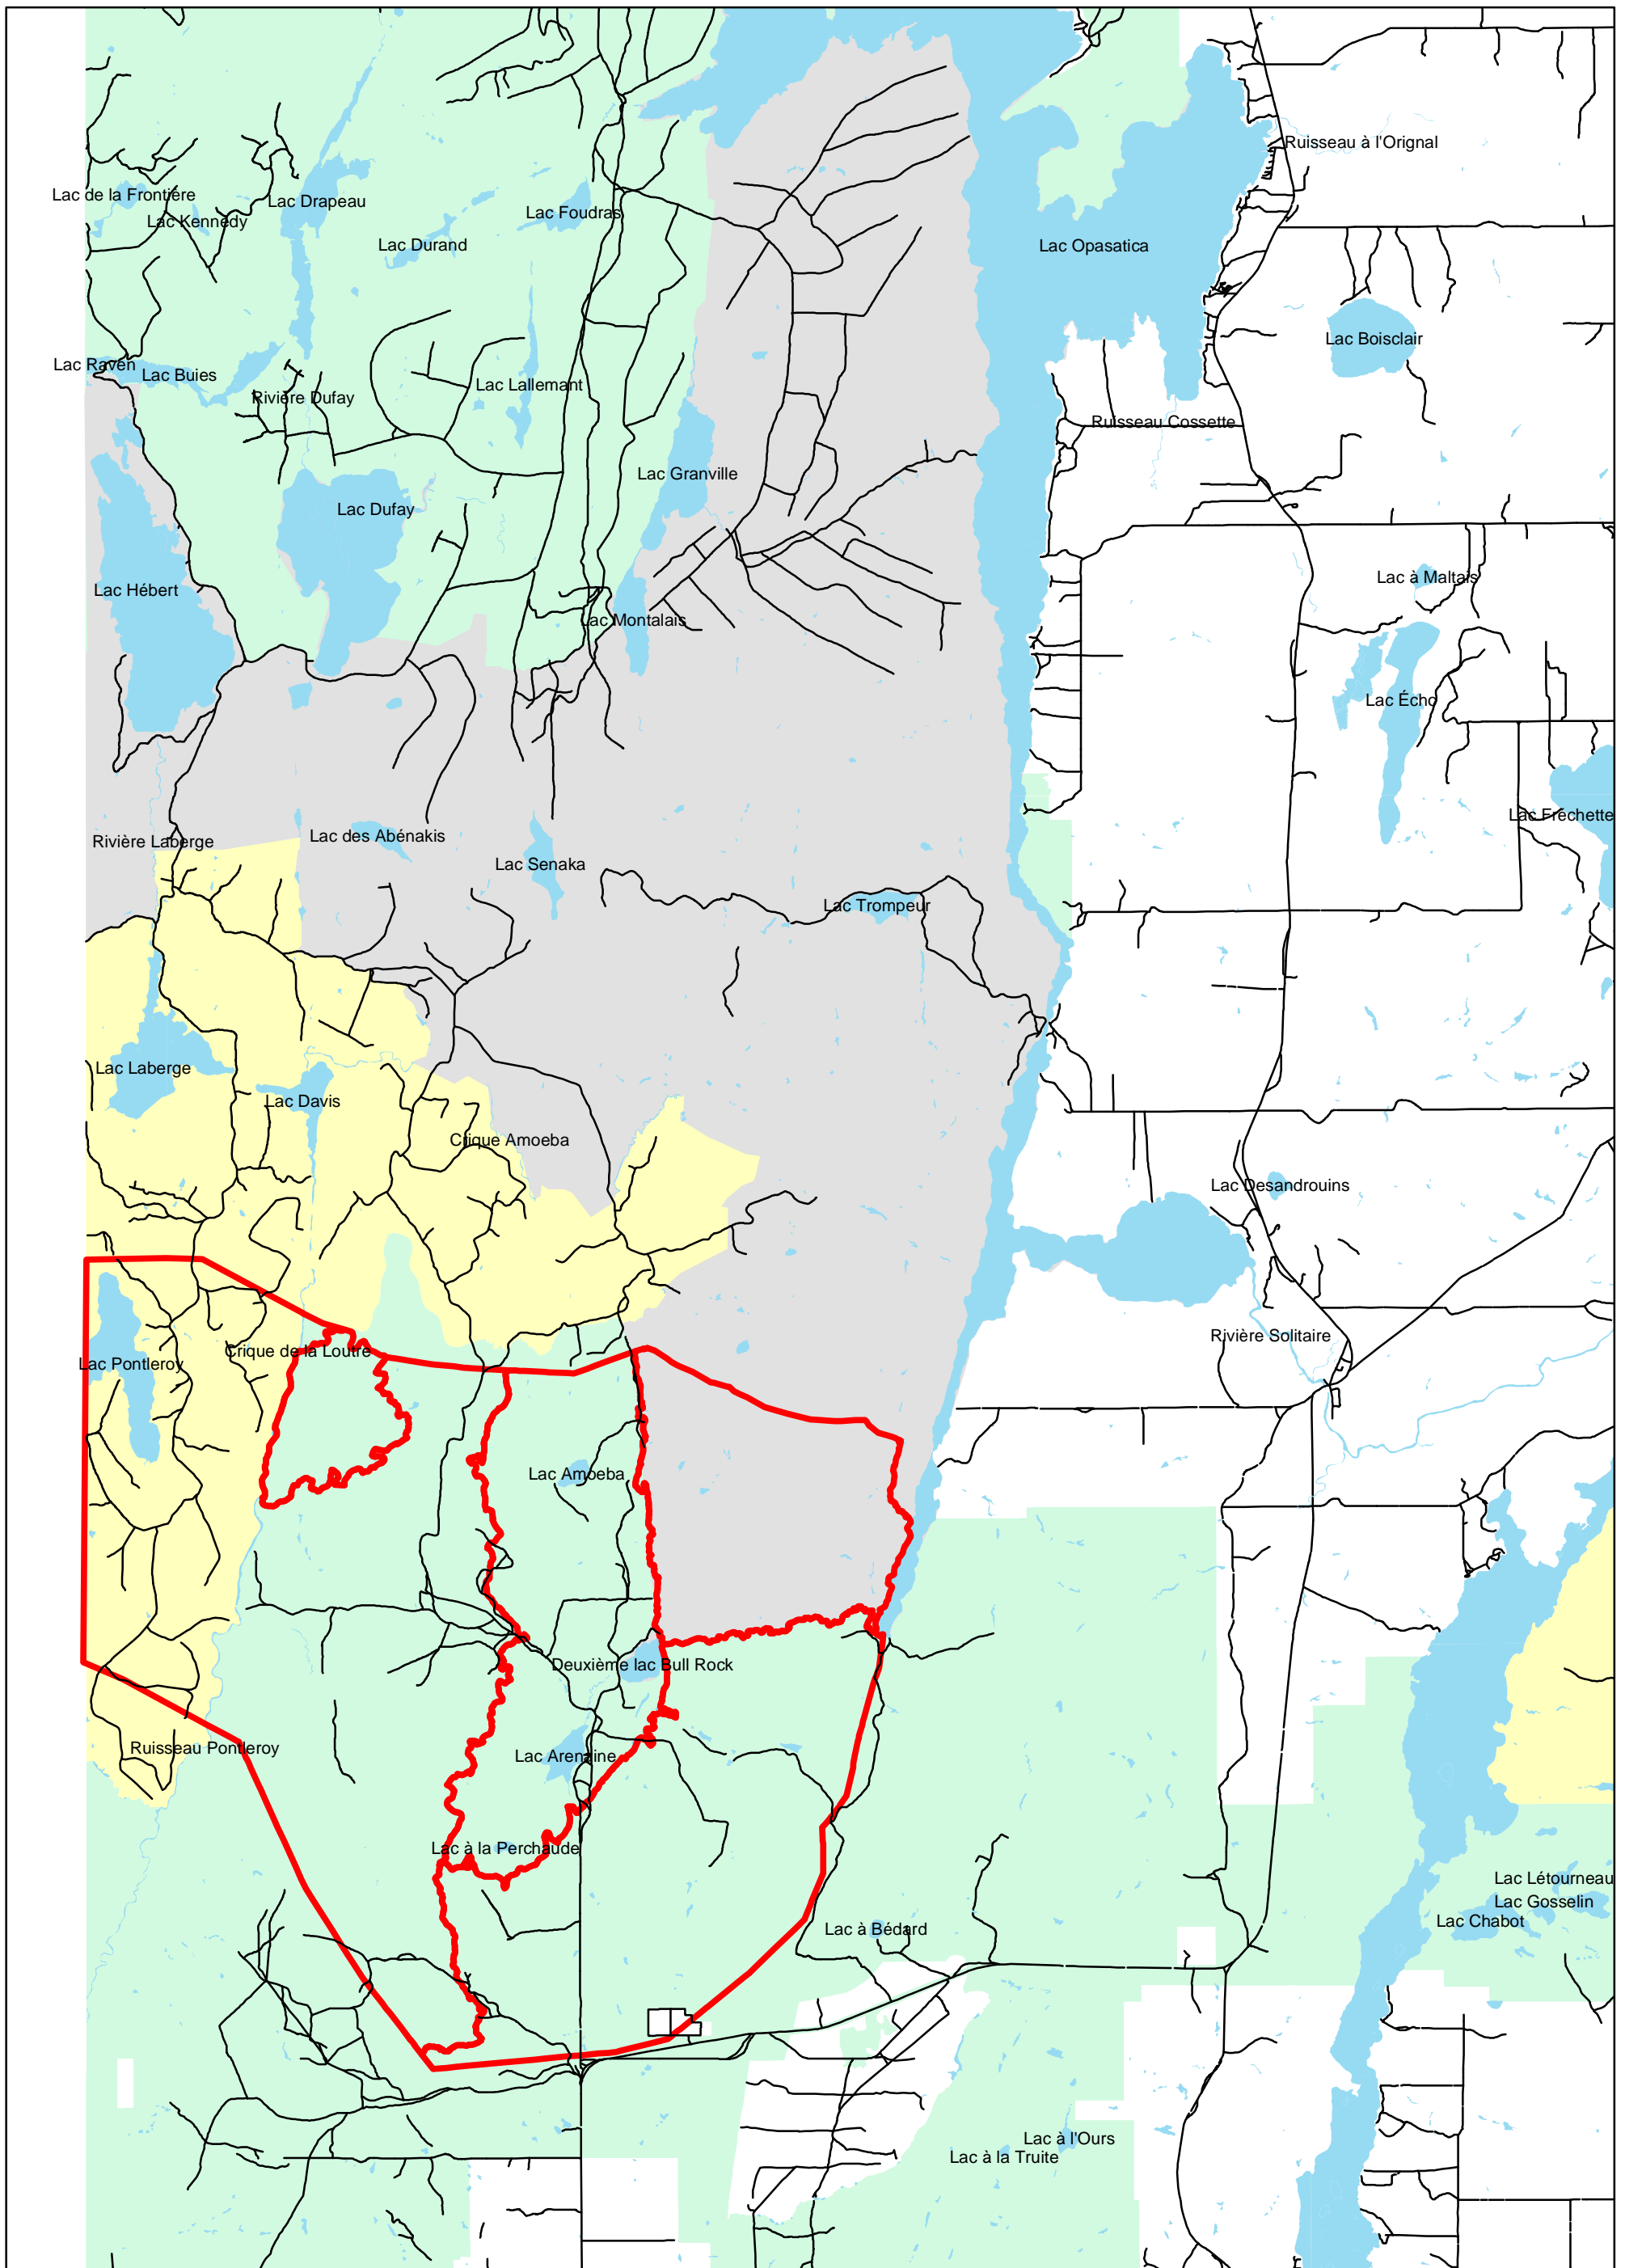 Ruisseau à l'Orignal
Lac de la Frontière
Lac Kennedy
Lac Drapeau
Lac Foudras
Lac Durand
Lac Opasatica
Lac Boisclair
Lac Raven
Lac Buies
Lac Lallemant
Rivière Dufay
Ruisseau Cossette
Lac Granville
Lac Dufay
Lac à Maltais
Lac Hébert
Lac Montalais
Lac Écho
Lac Fréchette
Rivière Laberge
Lac des Abénakis
Lac Senaka
Lac Trompeur
Lac Laberge
Lac Davis
Crique Amoeba
Lac Desandrouins
Rivière Solitaire
Crique de la Loutre
Lac Pontleroy
Lac Amoeba
Deuxième lac Bull Rock
Ruisseau Pontleroy
Lac Arentine
Lac à la Perchaude
Lac Létourneau
Lac Gosselin
Lac Chabot
Lac à Bédard
Lac à l'Ours
Lac à la Truite